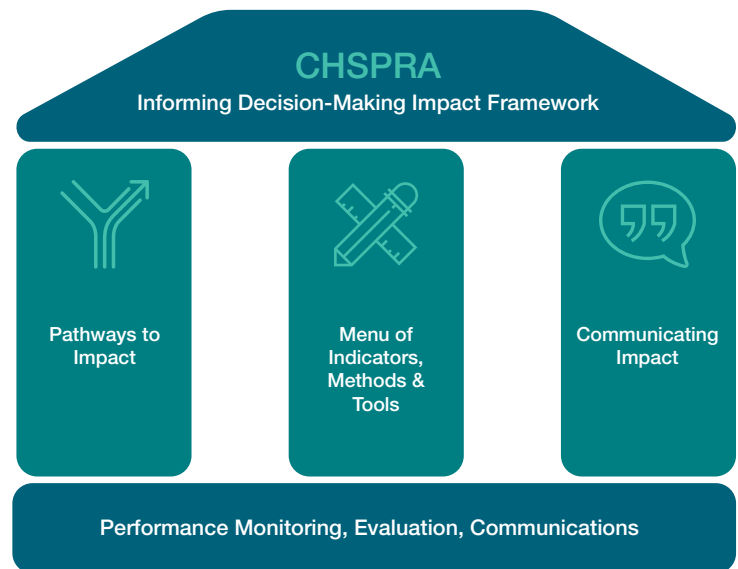 CHSPRA
Informing Decision-Making Impact Framework
Pathways to
Impact
Menu of
Indicators,
Methods &
Tools
Communicating
Impact
Performance Monitoring, Evaluation, Communications